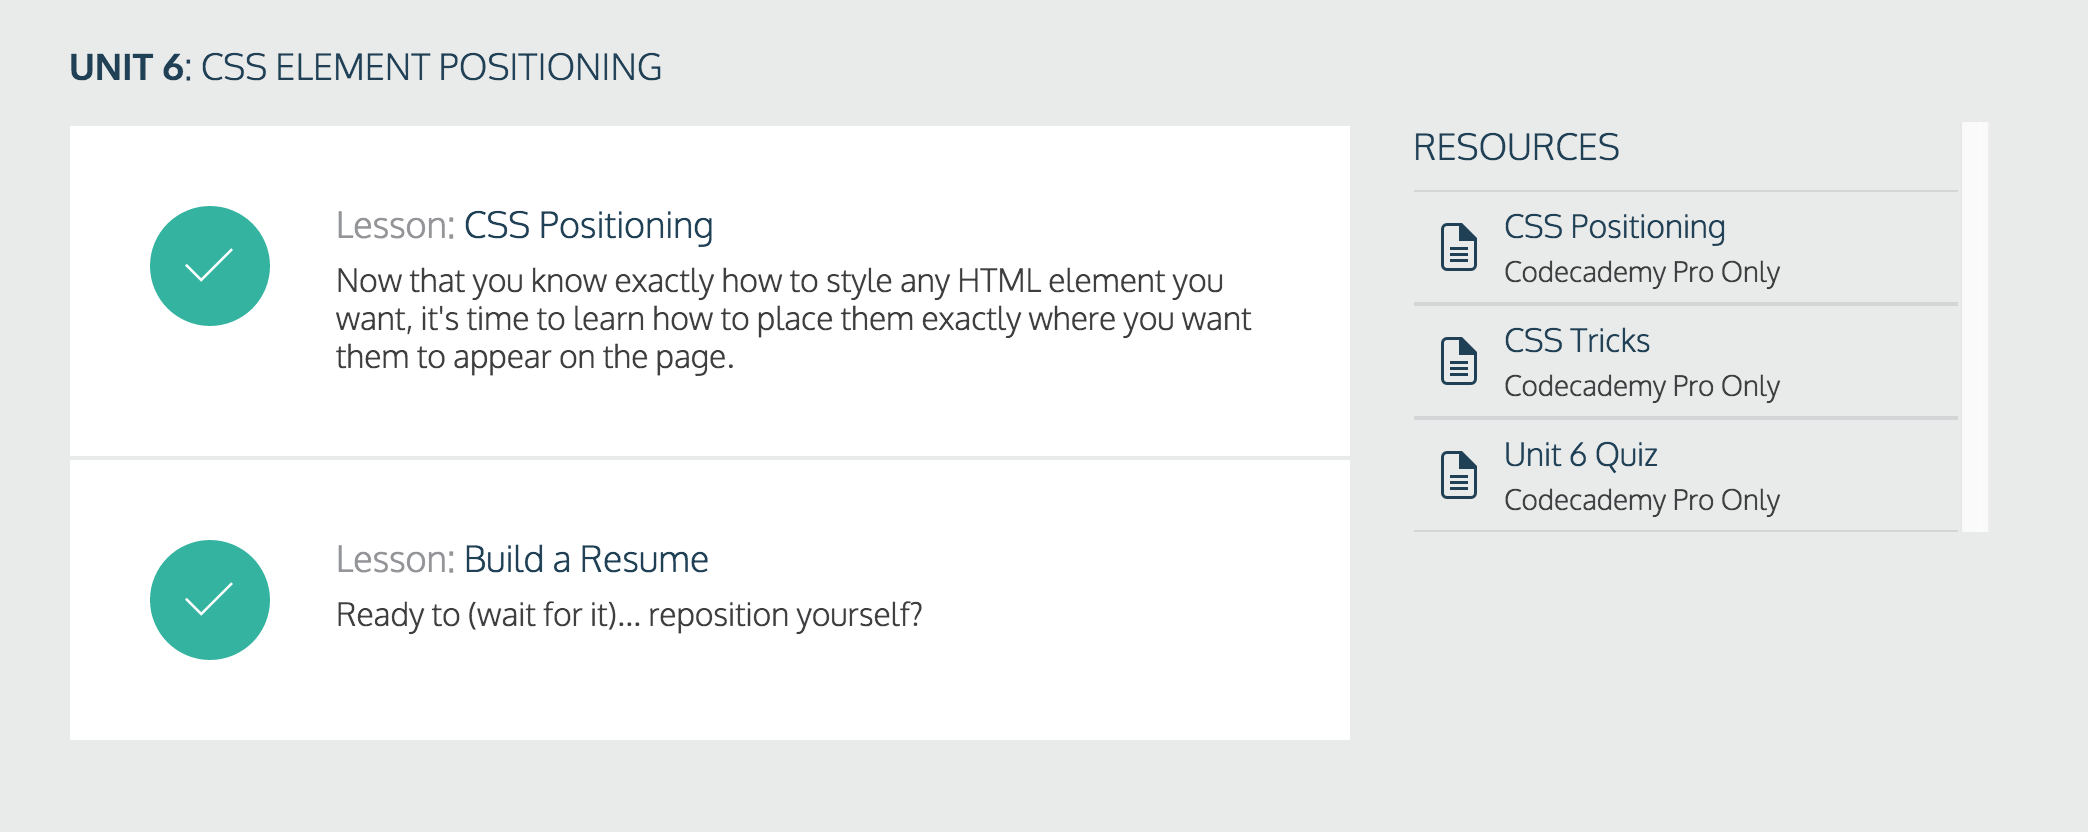 UNIT 6: CSS ELEMENT POSITIONING
Lesson: CSS Positioning
Now that you know exactly how to style any HTML element you
want, it's time to learn how to place them exactly where you want
them to appear on the page.
Lesson: Build a Resume
Ready to (wait for it)... reposition yourself?
RESOURCES
CSS Positioning
Codecademy Pro Only
CSS Tricks
Codecademy Pro Only
Unit 6 Quiz
Codecademy Pro Only